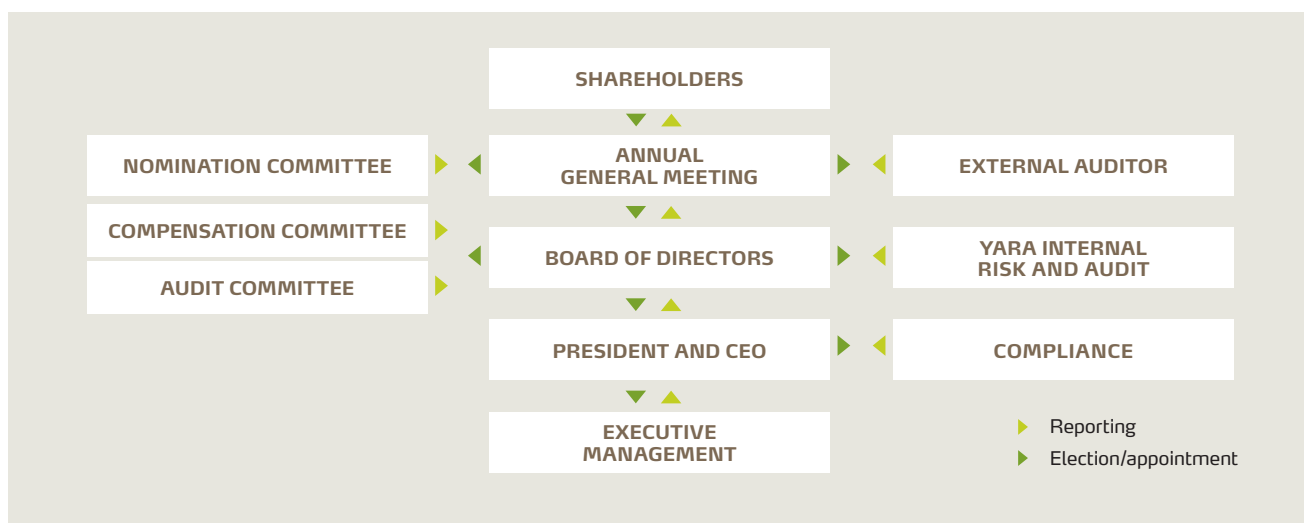 SHAREHOLDERS
NOMINATION COMMITTEE
ANNUAL
GENERAL MEETING
EXTERNAL AUDITOR
COMPENSATION COMMITTEE
AUDIT COMMITTEE
BOARD OF DIRECTORS
YARA INTERNAL
RISK AND AUDIT
PRESIDENT AND CEO
COMPLIANCE
EXECUTIVE
MANAGEMENT
Reporting
Election/appointment